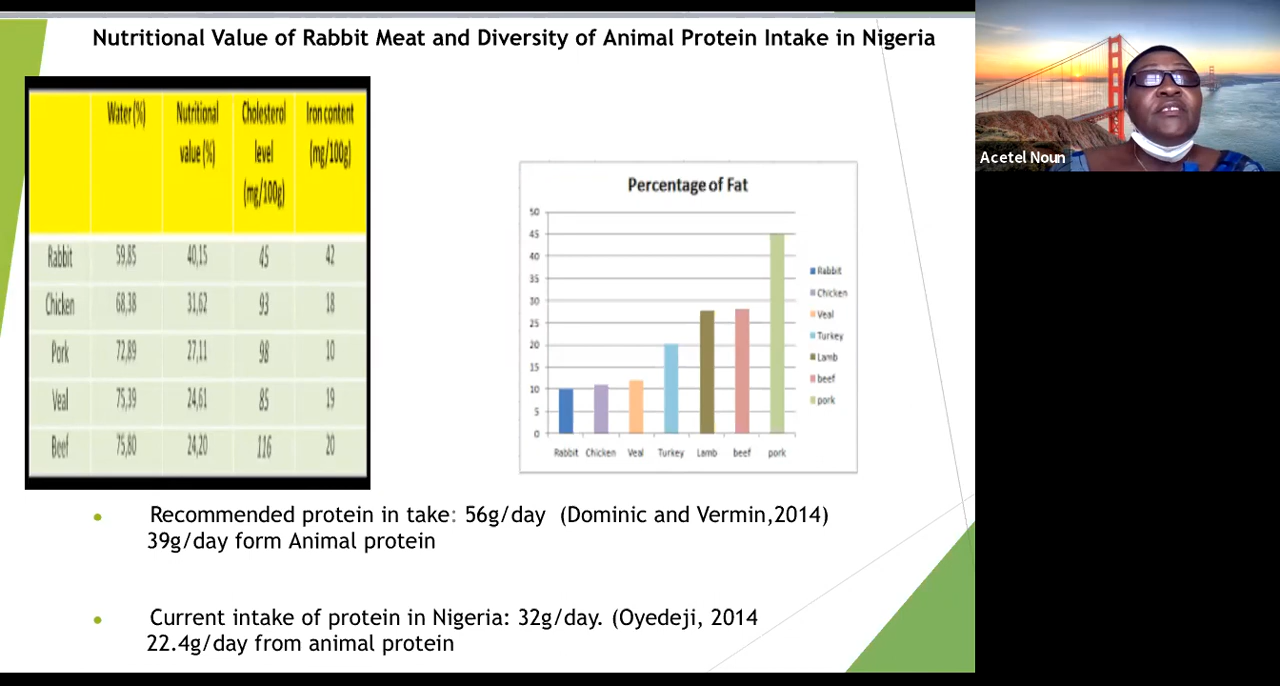 Nutritional Value of Rabbit Meat and Diversity of Animal Protein Intake in Nigeria
Water (%) Nutritional value (%) Cholesterol level (mg/100g) Iron content (mg/100g)
Rabbit 59,85 40,15 45 42
Chicken 68,38 31,62 93 18
Pork 72,89 27,11 98 10
Veal 75,39 24,61 85 19
Beef 75,80 24,20 116 20
Percentage of Fat
50
45
40
35
30
25
20
15
10
5
0
Rabbit Chicken Veal Turkey Lamb beef pork
Rabbit
Chicken
Veal
Turkey
Lamb
beef
pork
Recommended protein in take: 56g/day (Dominic and Vermin,2014)
39g/day form Animal protein
Current intake of protein in Nigeria: 32g/day. (Oyedeji, 2014
22.4g/day from animal protein
Acetel Noun